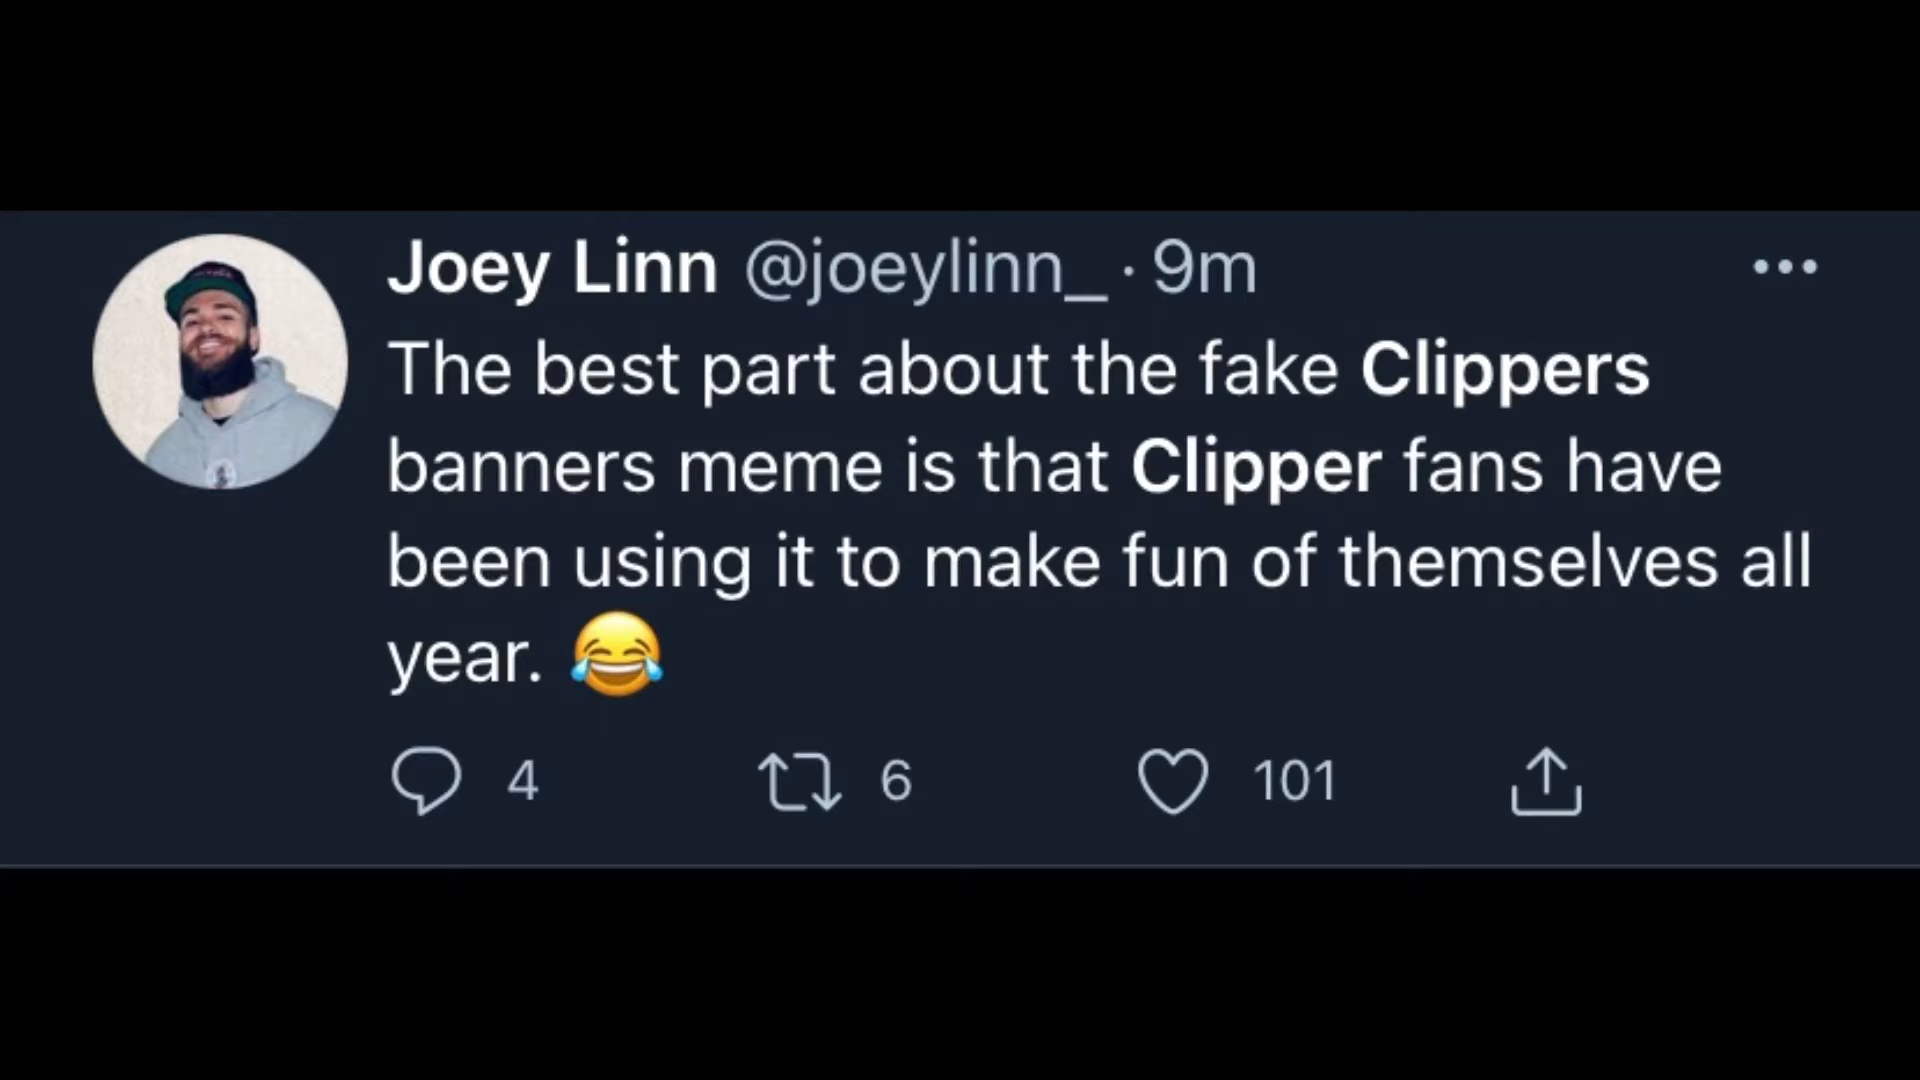 Joey Linn @joeylinn_ · 9m
The best part about the fake Clippers
banners meme is that Clipper fans have
been using it to make fun of themselves all
year. 😂
4 6 101